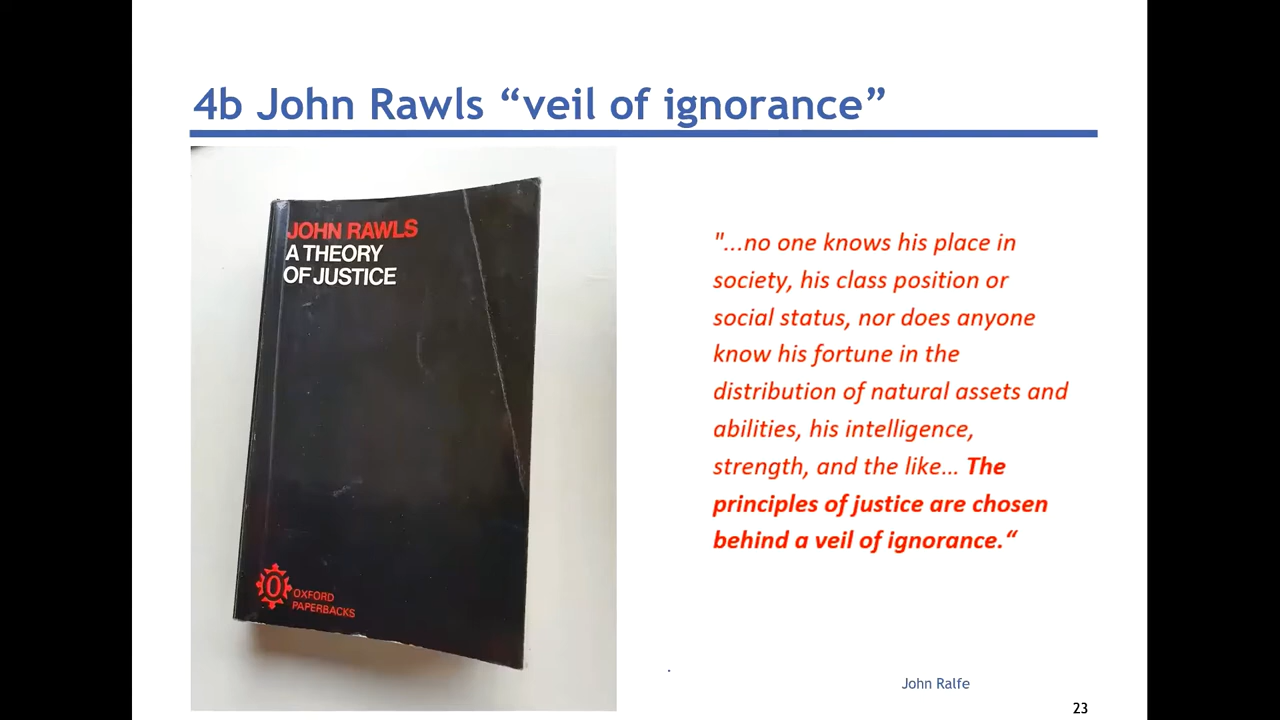 4b John Rawls “veil of ignorance”
JOHN RAWLS
A THEORY
OF JUSTICE
OXFORD
PAPERBACKS
"...no one knows his place in
society, his class position or
social status, nor does anyone
know his fortune in the
distribution of natural assets and
abilities, his intelligence,
strength, and the like... The
principles of justice are chosen
behind a veil of ignorance.“
John Ralfe
23